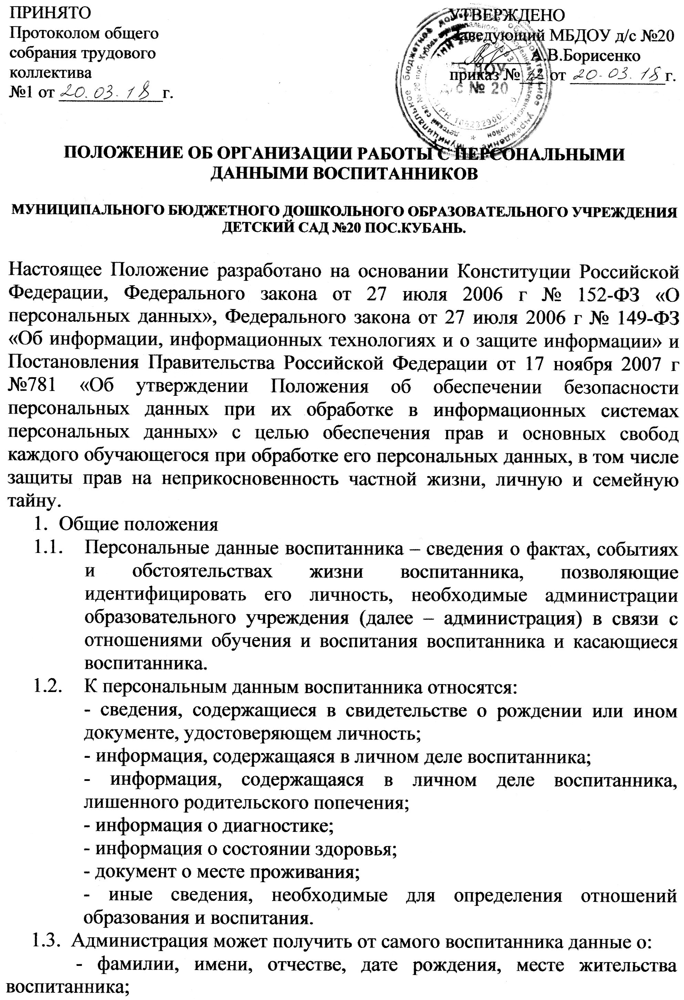 ПРИНЯТО
Протоколом общего
собрания трудового
коллектива
№1 от 20.03.18 г.
УТВЕРЖДЕНО
Заведующий МБДОУ д/с №20
А.В.Борисенко
приказ № 12 от 20.03.18 г.
МБДОУ
д/с № 20
муниципальное бюджетное дошкольное образовательное учреждение
ПОЛОЖЕНИЕ ОБ ОРГАНИЗАЦИИ РАБОТЫ С ПЕРСОНАЛЬНЫМИ
ДАННЫМИ ВОСПИТАННИКОВ
МУНИЦИПАЛЬНОГО БЮДЖЕТНОГО ДОШКОЛЬНОГО ОБРАЗОВАТЕЛЬНОГО УЧРЕЖДЕНИЯ
ДЕТСКИЙ САД №20 ПОС.КУБАНЬ.
Настоящее Положение разработано на основании Конституции Российской
Федерации, Федерального закона от 27 июля 2006 г № 152-ФЗ «О
персональных данных», Федерального закона от 27 июля 2006 г № 149-ФЗ
«Об информации, информационных технологиях и о защите информации» и
Постановления Правительства Российской Федерации от 17 ноября 2007 г
№781 «Об утверждении Положения об обеспечении безопасности
персональных данных при их обработке в информационных системах
персональных данных» с целью обеспечения прав и основных свобод
каждого обучающегося при обработке его персональных данных, в том числе
защиты прав на неприкосновенность частной жизни, личную и семейную
тайну.
1. Общие положения
1.1. Персональные данные воспитанника – сведения о фактах, событиях
и обстоятельствах жизни воспитанника, позволяющие
идентифицировать его личность, необходимые администрации
образовательного учреждения (далее – администрация) в связи с
отношениями обучения и воспитания воспитанника и касающиеся
воспитанника.
1.2. К персональным данным воспитанника относятся:
- сведения, содержащиеся в свидетельстве о рождении или ином
документе, удостоверяющем личность;
- информация, содержащаяся в личном деле воспитанника;
- информация, содержащаяся в личном деле воспитанника,
лишенного родительского попечения;
- информация о диагностике;
- информация о состоянии здоровья;
- документ о месте проживания;
- иные сведения, необходимые для определения отношений
образования и воспитания.
1.3. Администрация может получить от самого воспитанника данные о:
- фамилии, имени, отчестве, дате рождения, месте жительства
воспитанника;